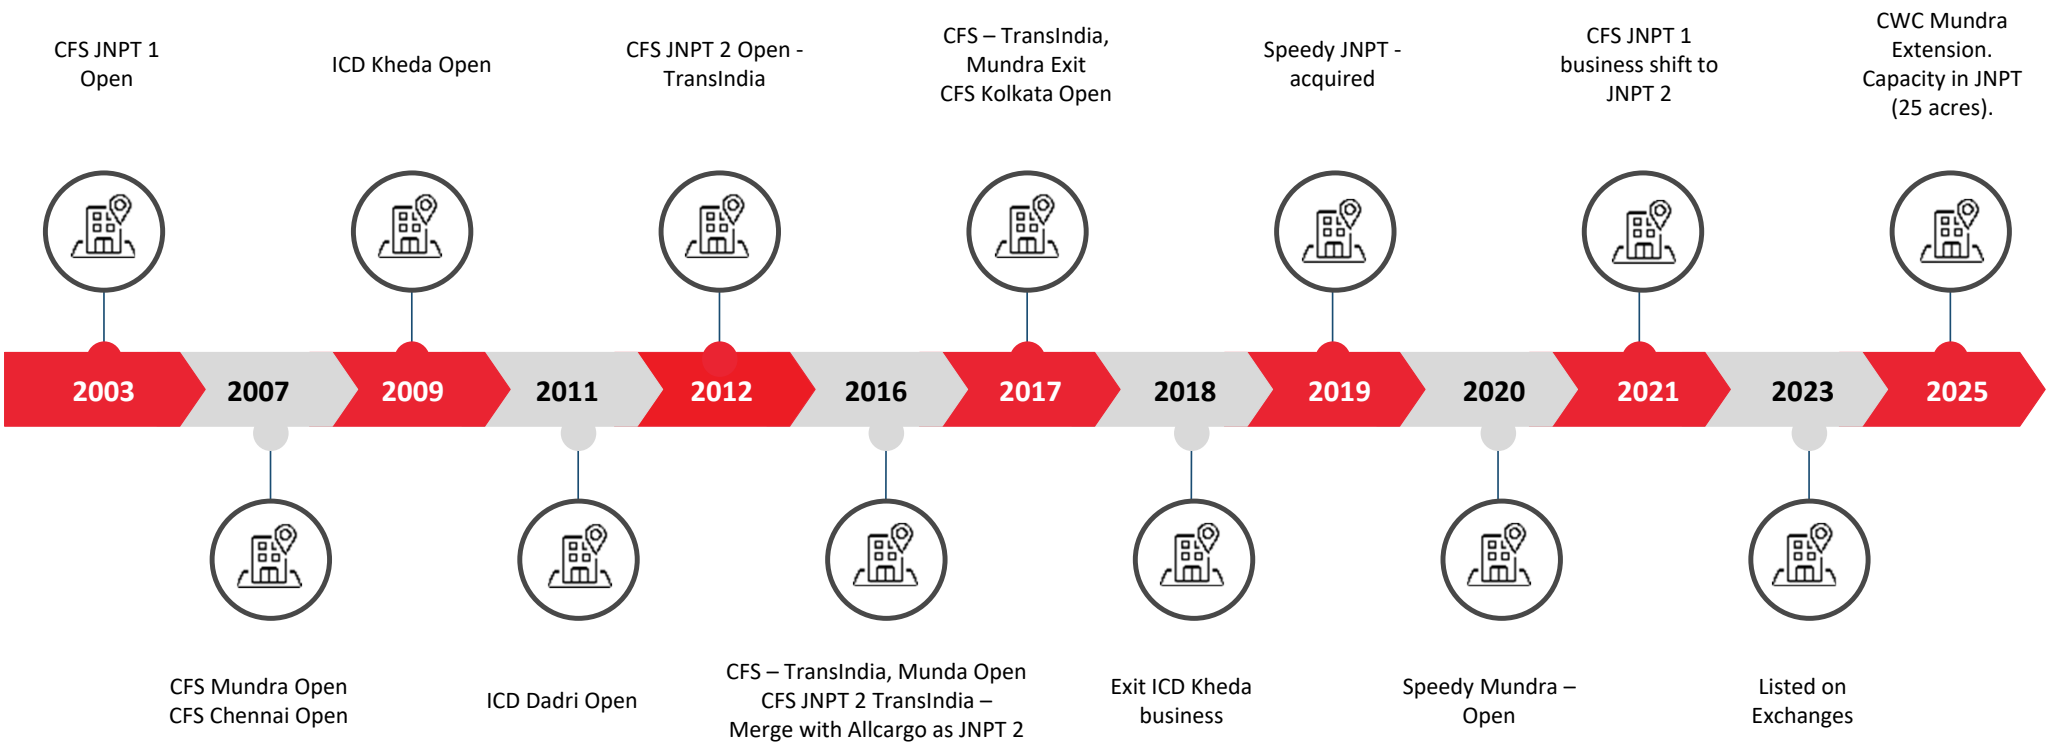 CFS JNPT 1
Open
ICD Kheda Open
CFS JNPT 2 Open -
TransIndia
CFS – TransIndia,
Mundra Exit
CFS Kolkata Open
Speedy JNPT -
acquired
CFS JNPT 1
business shift to
JNPT 2
CWC Mundra
Extension.
Capacity in JNPT
(25 acres).
2003
2007
2009
2011
2012
2016
2017
2018
2019
2020
2021
2023
2025
CFS Mundra Open
CFS Chennai Open
ICD Dadri Open
CFS – TransIndia, Munda Open
CFS JNPT 2 TransIndia –
Merge with Allcargo as JNPT 2
Exit ICD Kheda
business
Speedy Mundra –
Open
Listed on
Exchanges